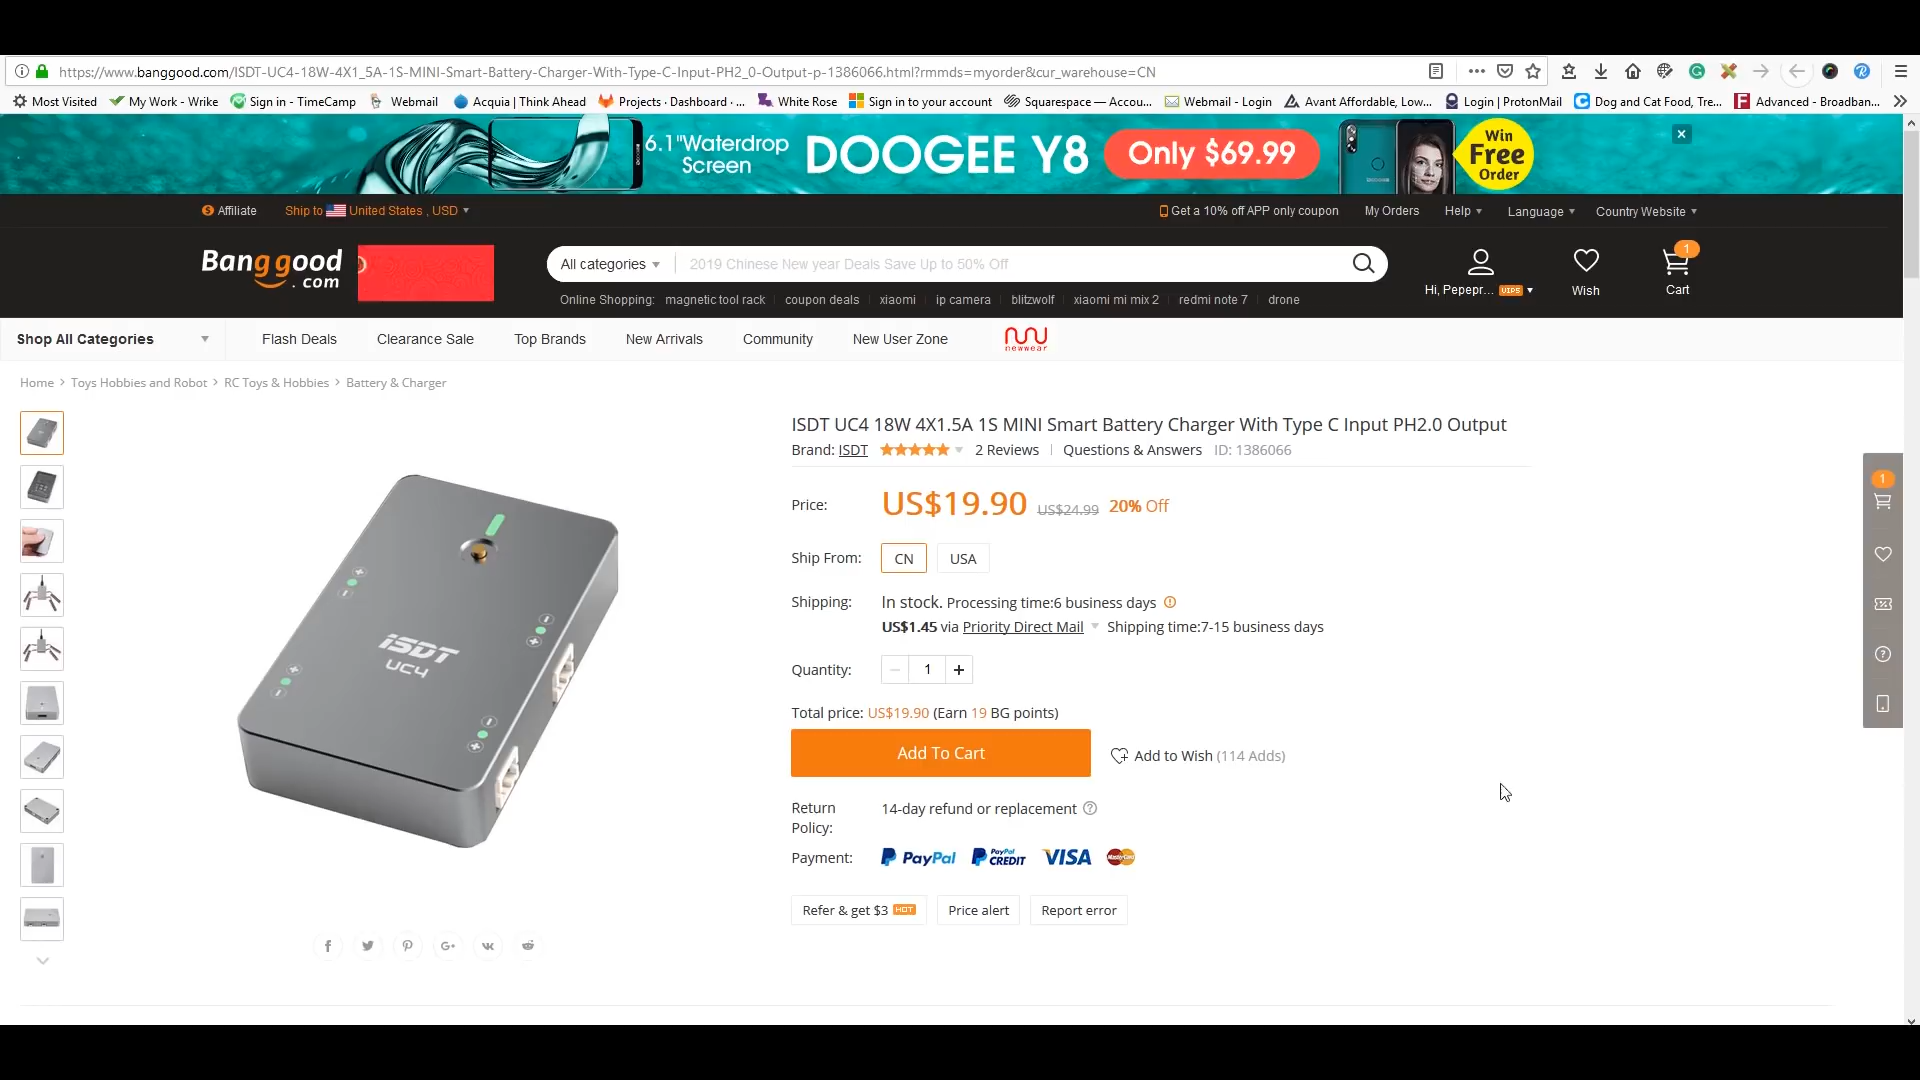 https://www.banggood.com/ISDT-UC4-18W-4X1_5A-1S-MINI-Smart-Battery-Charger-With-Type-C-Input-PH2_0-Output-p-1386066.html?rmmds=myorder&cur_warehouse=CN
Most Visited My Work - Wrike Sign in - TimeCamp Webmail Acquia | Think Ahead Projects · Dashboard · ... White Rose Sign in to your account Squarespace — Accou... Webmail - Login Avant Affordable, Low... Login | ProtonMail Dog and Cat Food, Tre... Advanced - Broadban...
6.1"Waterdrop Screen DOOGEE Y8 Only $69.99 Win Free Order
Affiliate Ship to United States , USD Get a 10% off APP only coupon My Orders Help Language Country Website
Banggood.com All categories 2019 Chinese New year Deals Save Up to 50% Off 1
Online Shopping: magnetic tool rack coupon deals xiaomi ip camera blitzwolf xiaomi mi mix 2 redmi note 7 drone Hi, Pepepr... VIP5 Wish Cart
Shop All Categories Flash Deals Clearance Sale Top Brands New Arrivals Community New User Zone newwear
Home > Toys Hobbies and Robot > RC Toys & Hobbies > Battery & Charger
ISDT UC4 18W 4X1.5A 1S MINI Smart Battery Charger With Type C Input PH2.0 Output
Brand: ISDT 2 Reviews Questions & Answers ID: 1386066
Price: US$19.90 US$24.99 20% Off
Ship From: CN USA
Shipping: In stock. Processing time:6 business days
US$1.45 via Priority Direct Mail Shipping time:7-15 business days
Quantity: − 1 +
Total price: US$19.90 (Earn 19 BG points)
Add To Cart Add to Wish (114 Adds)
Return Policy: 14-day refund or replacement
Payment: PayPal PayPal CREDIT VISA MasterCard
Refer & get $3 HOT Price alert Report error
iSDT
UC4
1